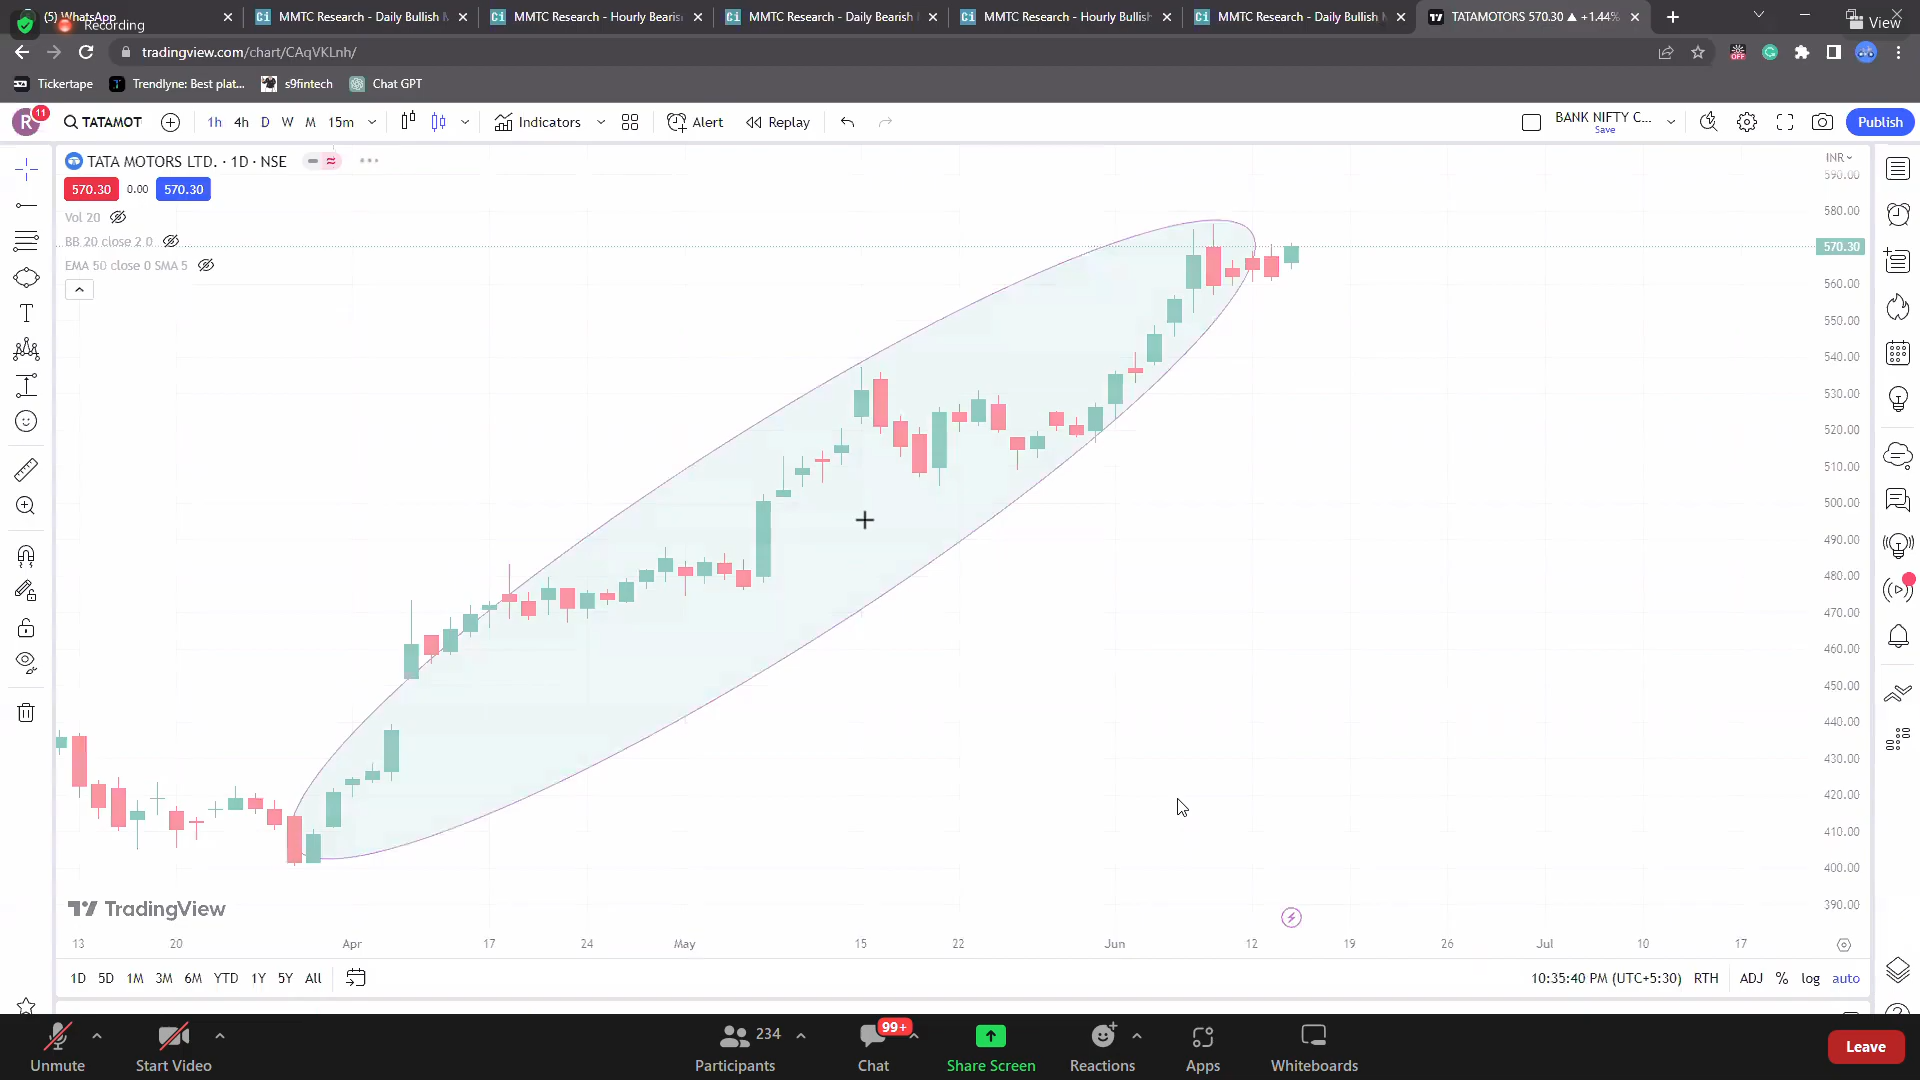 (5) WhatsApp
MMTC Research - Daily Bullish
MMTC Research - Hourly Bearis
MMTC Research - Daily Bearish
MMTC Research - Hourly Bullish
MMTC Research - Daily Bullish
TATAMOTORS 570.30 ▲ +1.44%
Recording
View
tradingview.com/chart/CAqVKLnh/
OFF
Tickertape
Trendlyne: Best plat...
s9fintech
Chat GPT
R 11
TATAMOT
1h 4h D W M 15m
Indicators
Alert
Replay
BANK NIFTY C...
Save
Publish
TATA MOTORS LTD. · 1D · NSE
INR
570.30 0.00 570.30
Vol 20
BB 20 close 2 0
EMA 50 close 0 SMA 5
590.00
580.00
570.30
560.00
550.00
540.00
530.00
520.00
510.00
500.00
490.00
480.00
470.00
460.00
450.00
440.00
430.00
420.00
410.00
400.00
390.00
TradingView
13 20 Apr 17 24 May 15 22 Jun 12 19 26 Jul 10 17
1D 5D 1M 3M 6M YTD 1Y 5Y All
10:35:40 PM (UTC+5:30) RTH ADJ % log auto
Unmute
Start Video
234
Participants
99+
Chat
Share Screen
Reactions
Apps
Whiteboards
Leave